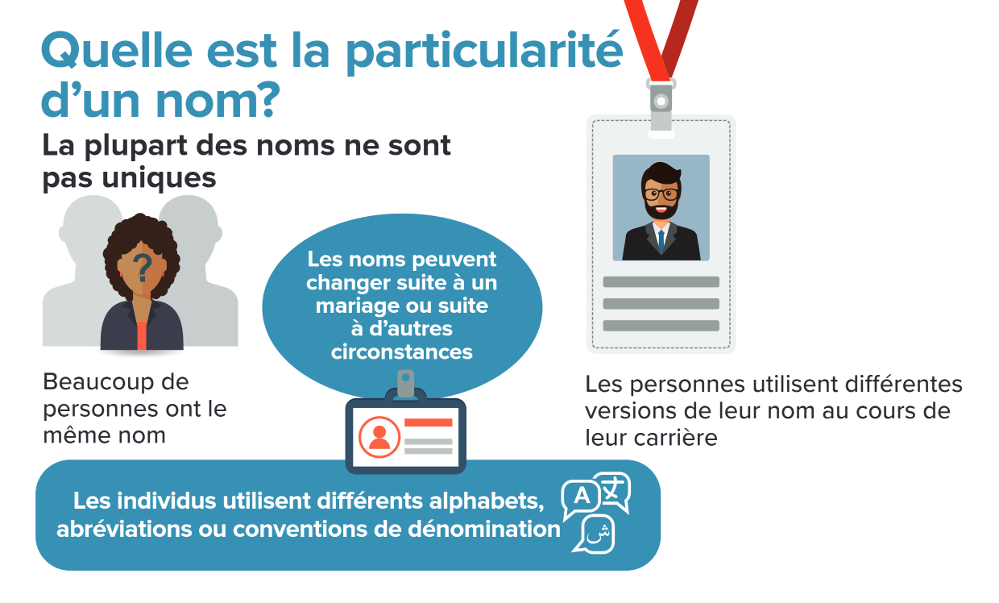 Quelle est la particularité
d’un nom?
La plupart des noms ne sont
pas uniques
?
Beaucoup de
personnes ont le
même nom
Les noms peuvent
changer suite à un
mariage ou suite
à d’autres
circonstances
Les personnes utilisent différentes
versions de leur nom au cours de
leur carrière
Les individus utilisent différents alphabets,
abréviations ou conventions de dénomination
A
文
ش